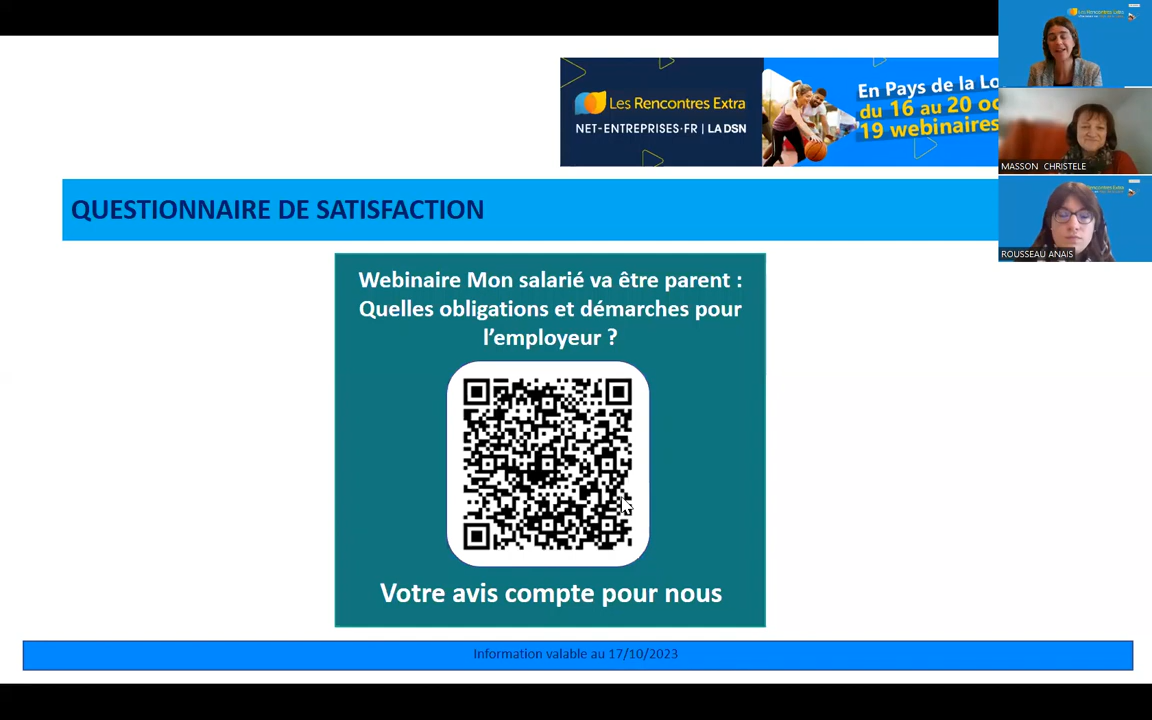 Les Rencontres Extra
NET-ENTREPRISES·FR | LA DSN
En Pays de la Lo
du 16 au 20 oc
19 webinaires
MASSON CHRISTELE
ROUSSEAU ANAIS
QUESTIONNAIRE DE SATISFACTION
Webinaire Mon salarié va être parent :
Quelles obligations et démarches pour
l’employeur ?
Votre avis compte pour nous
Information valable au 17/10/2023